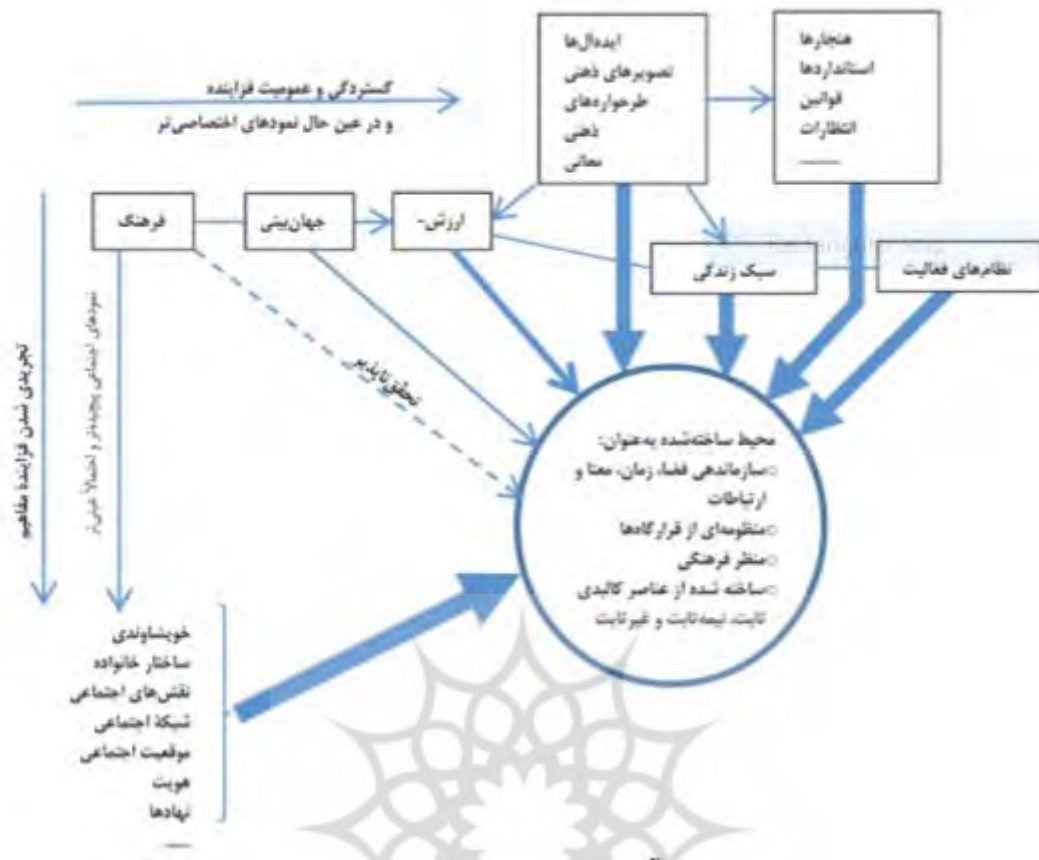 ایده‌ال‌ها
تصویرهای ذهنی
طرحواره‌های
ذهنی
معانی
هنجارها
استانداردها
قوانین
انتظارات
گستردگی و عمومیت فزاینده
و در عین حال نمودهای اختصاصی‌تر
فرهنگ
جهان‌بینی
ارزش-
سبک زندگی
نظام‌های فعالیت
تجریدی شدن فزاینده مفاهیم
نمودهای اجتماعی پیچیده‌تر و احتمالاً عینی‌تر
تحقق‌ناپذیر
محیط ساخته‌شده به‌عنوان:
○سازماندهی فضا، زمان، معنا و
ارتباطات
○منظومه‌ای از قرارگاه‌ها
○منظر فرهنگی
○ساخته شده از عناصر کالبدی
ثابت، نیمه‌ثابت و غیرثابت
خویشاوندی
ساختار خانواده
نقش‌های اجتماعی
شبکهٔ اجتماعی
موقعیت اجتماعی
هویت
نهادها